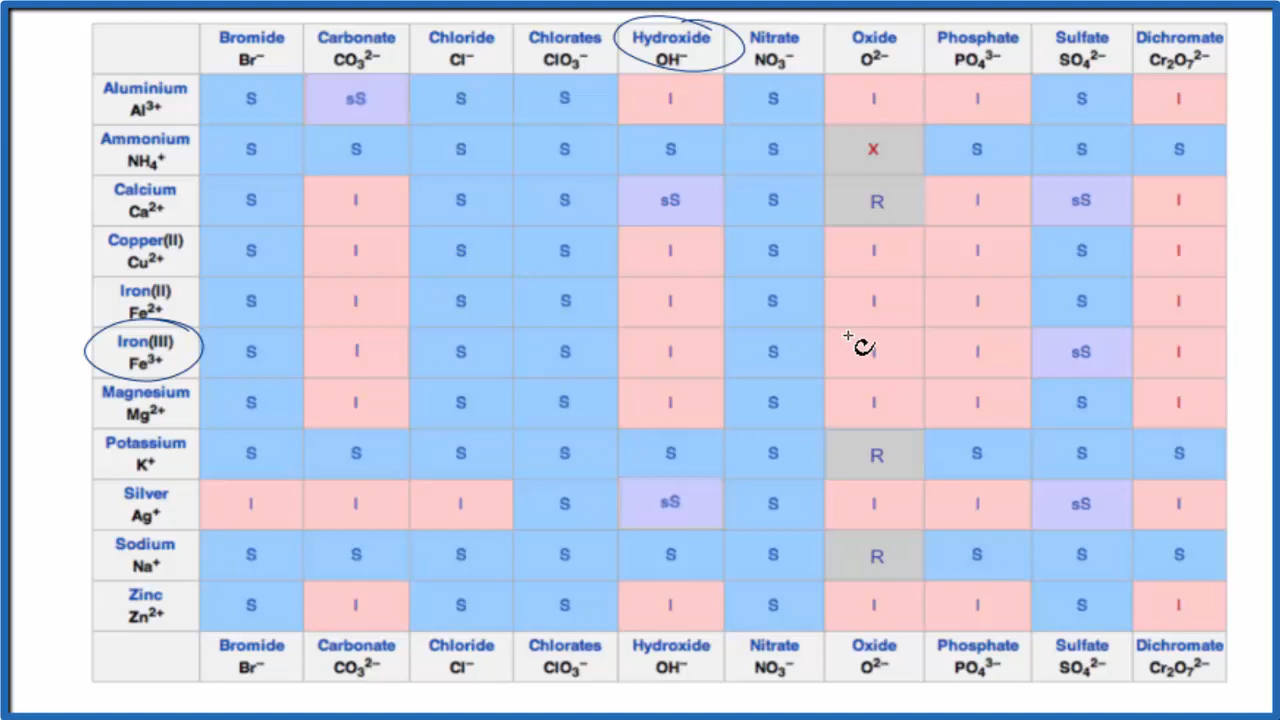 Bromide Carbonate Chloride Chlorates Hydroxide Nitrate Oxide Phosphate Sulfate Dichromate
Br⁻ CO₃²⁻ Cl⁻ ClO₃⁻ OH⁻ NO₃⁻ O²⁻ PO₄³⁻ SO₄²⁻ Cr₂O₇²⁻
Aluminium
Al³⁺
S sS S S I S I I S I
Ammonium
NH₄⁺
S S S S S S X S S S
Calcium
Ca²⁺
S I S S sS S R I sS I
Copper(II)
Cu²⁺
S I S S I S I I S I
Iron(II)
Fe²⁺
S I S S I S I I S I
Iron(III)
Fe³⁺
S I S S I S I I sS I
Magnesium
Mg²⁺
S I S S I S I I S I
Potassium
K⁺
S S S S S S R S S S
Silver
Ag⁺
I I I S sS S I I sS I
Sodium
Na⁺
S S S S S S R S S S
Zinc
Zn²⁺
S I S S I S I I S I
Bromide Carbonate Chloride Chlorates Hydroxide Nitrate Oxide Phosphate Sulfate Dichromate
Br⁻ CO₃²⁻ Cl⁻ ClO₃⁻ OH⁻ NO₃⁻ O²⁻ PO₄³⁻ SO₄²⁻ Cr₂O₇²⁻